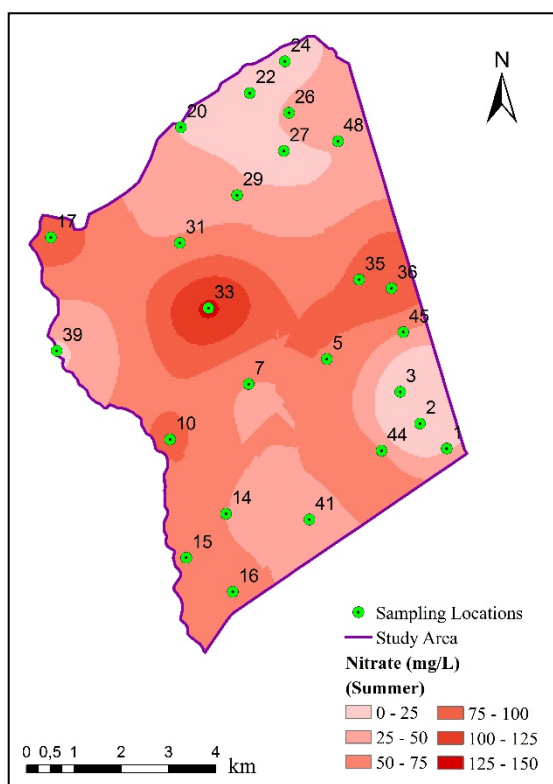 N
24
22
26
20
48
27
29
17
31
35
36
33
45
39
5
7
3
2
10
44
1
14
41
15
16
Sampling Locations
Study Area
Nitrate (mg/L)
(Summer)
0 - 25
75 - 100
25 - 50
100 - 125
50 - 75
125 - 150
0 0,5 1 2 3 4
km